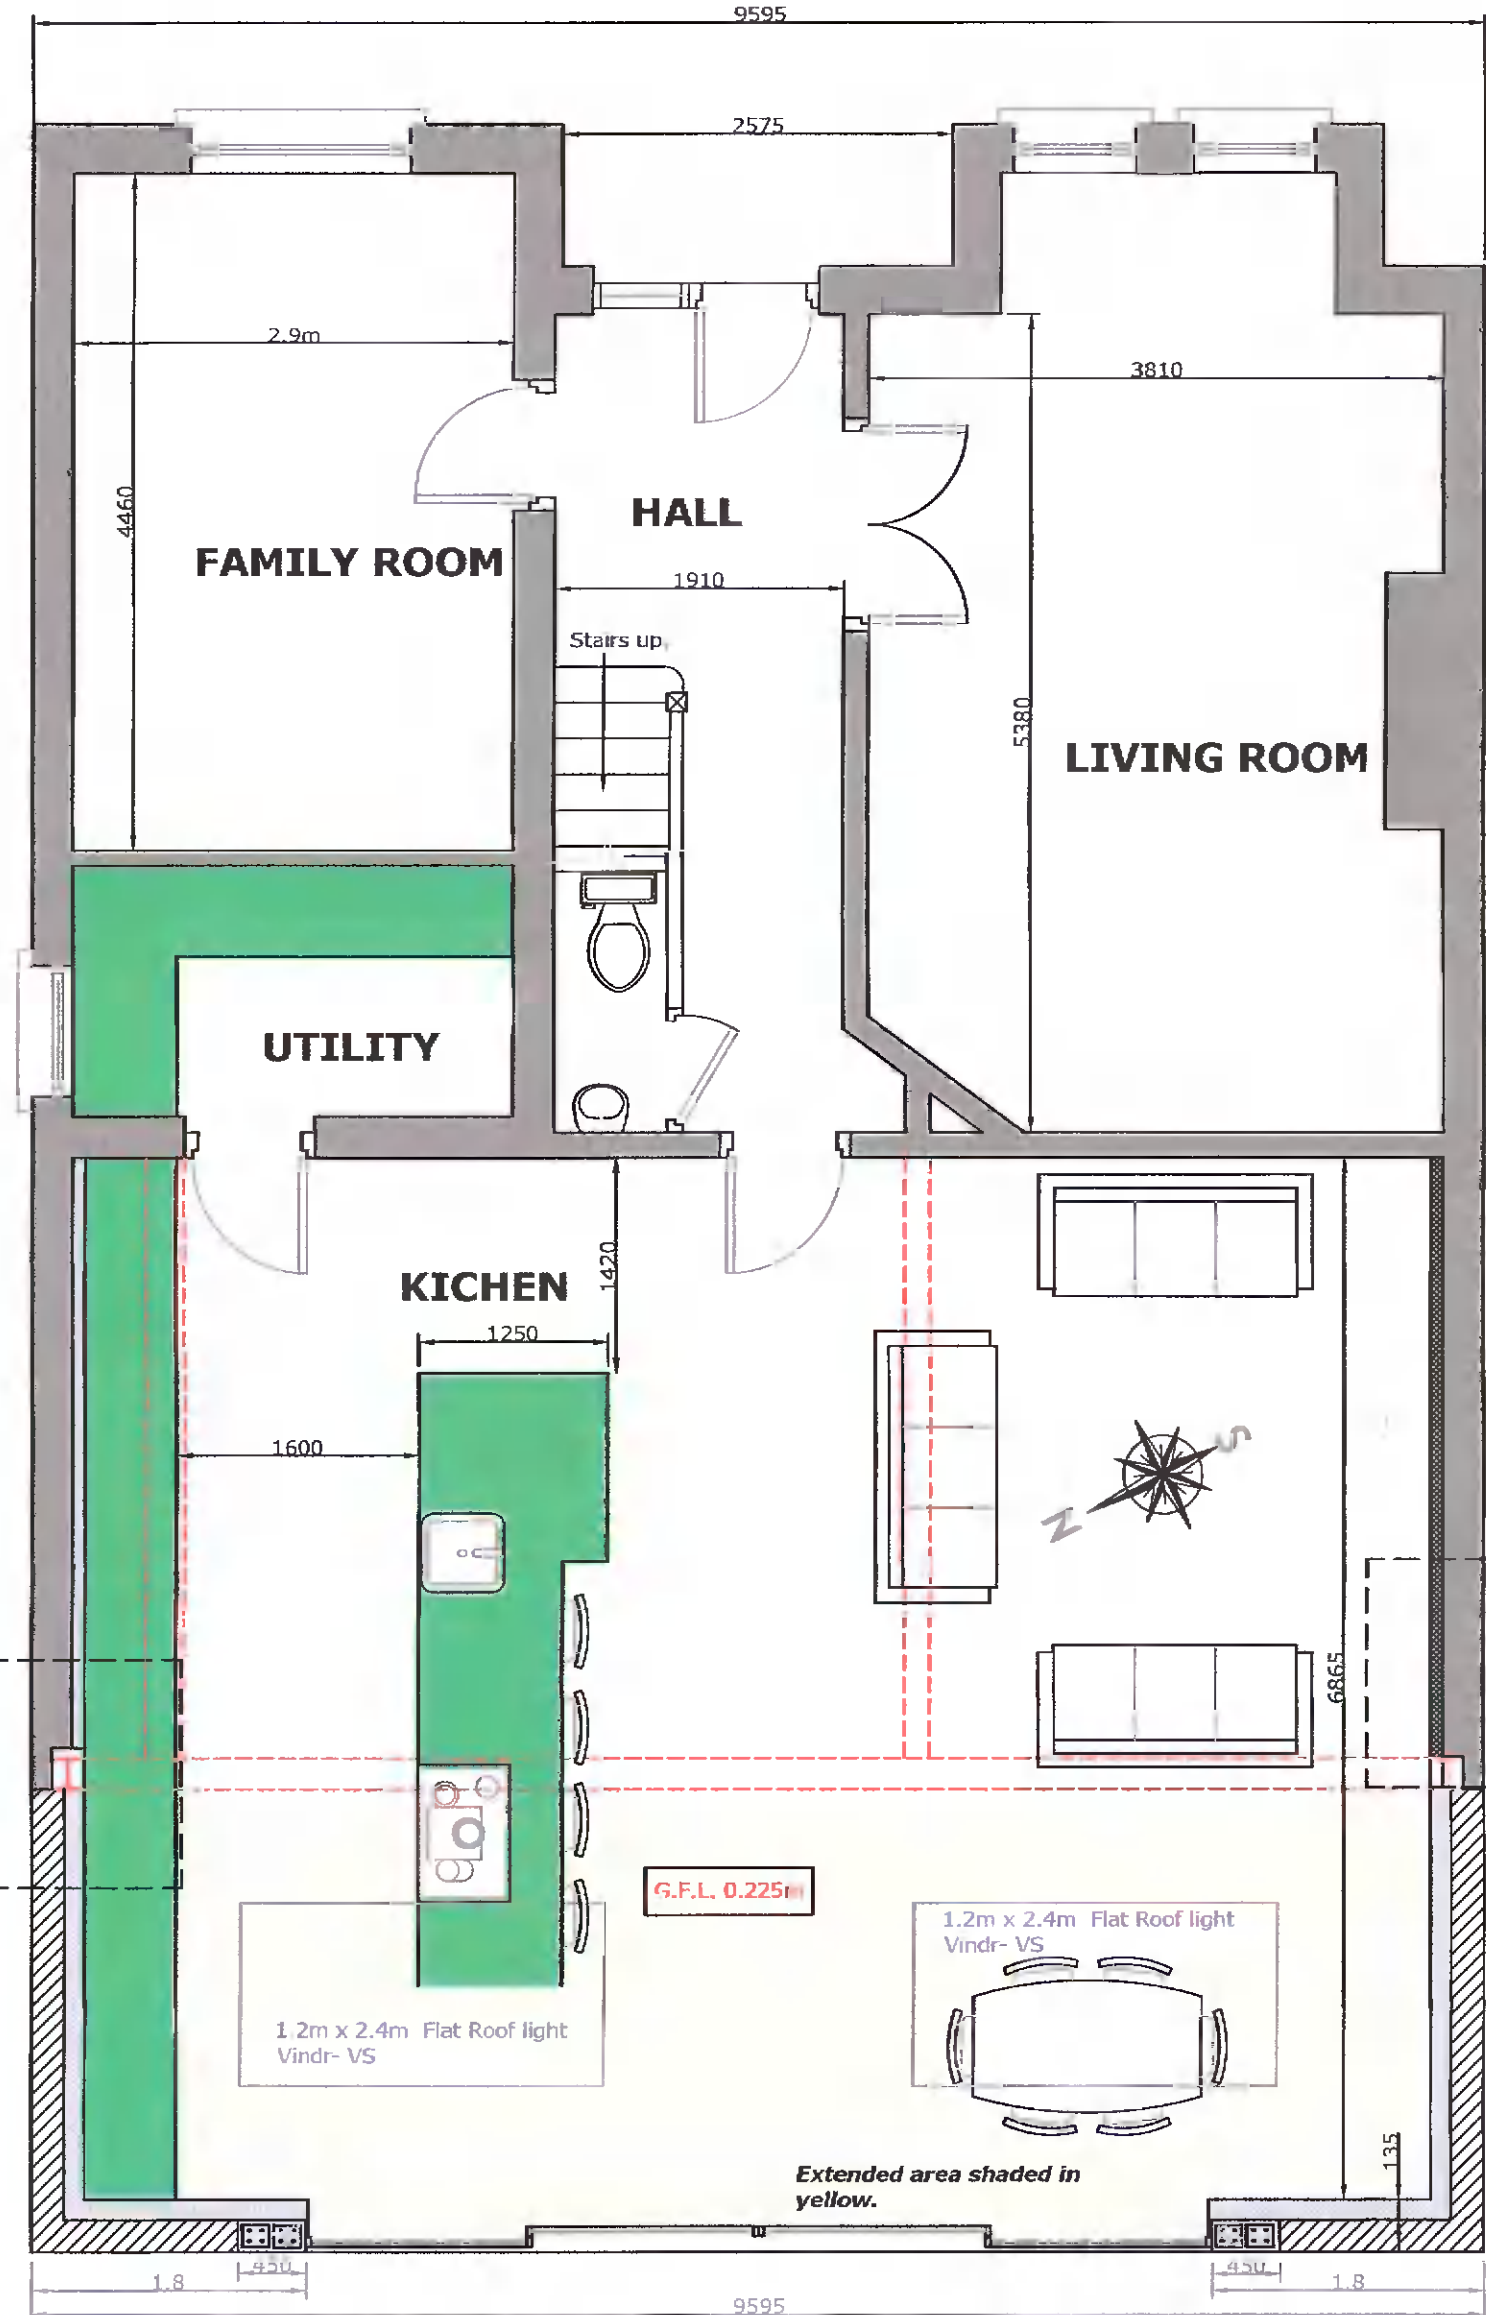 9595
2575
2.9m
3810
4460
HALL
FAMILY ROOM
1910
Stairs up
5380
LIVING ROOM
UTILITY
1420
KICHEN
1250
1600
S
N
6865
G.F.L. 0.225m
1.2m x 2.4m Flat Roof light
Vindr- VS
1.2m x 2.4m Flat Roof light
Vindr- VS
135
Extended area shaded in
yellow.
450
450
1.8
1.8
9595